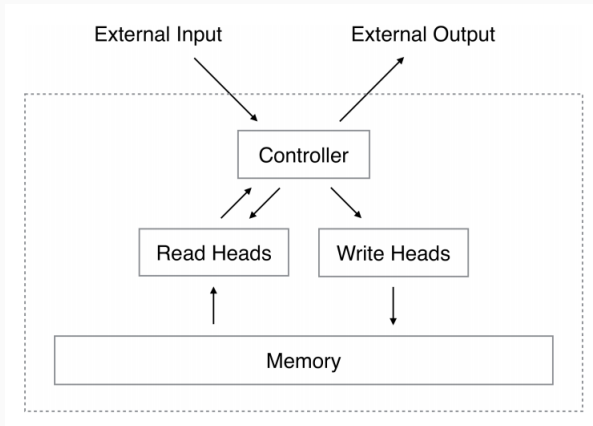 External Input
External Output
Controller
Read Heads
Write Heads
Memory